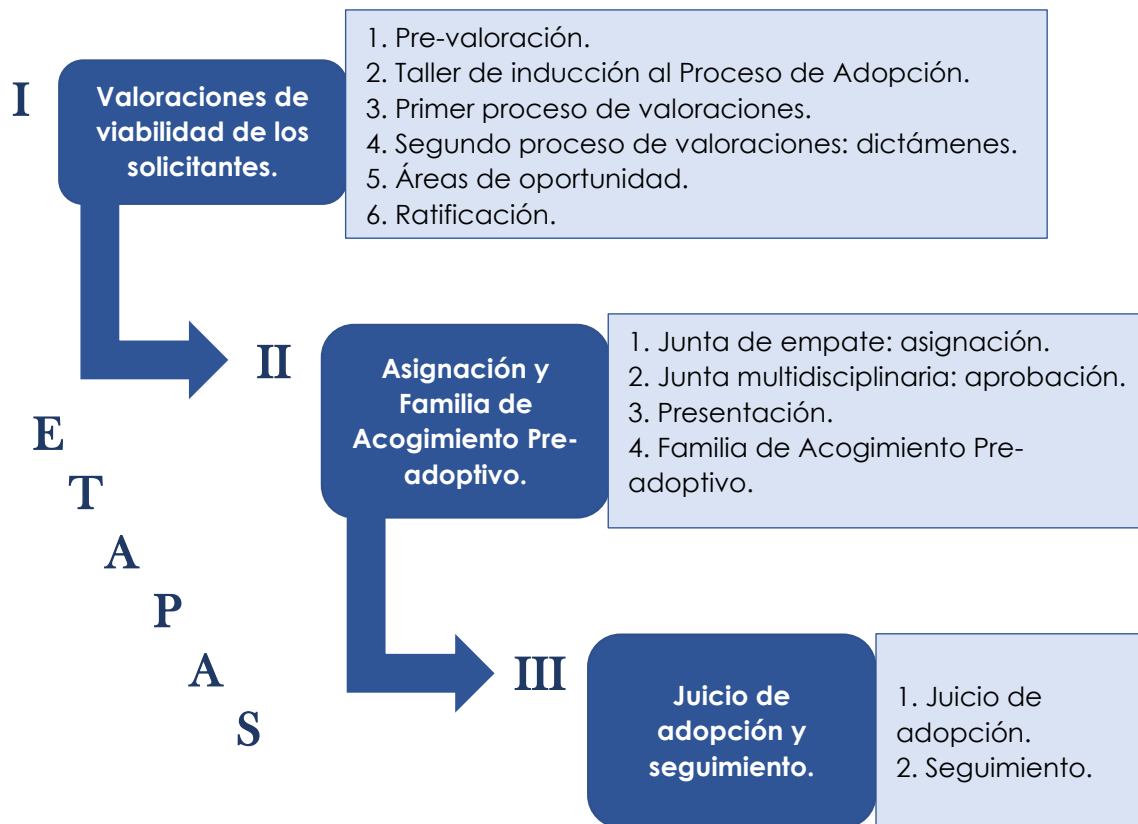 I
Valoraciones de
viabilidad de los
solicitantes.
1. Pre-valoración.
2. Taller de inducción al Proceso de Adopción.
3. Primer proceso de valoraciones.
4. Segundo proceso de valoraciones: dictámenes.
5. Áreas de oportunidad.
6. Ratificación.
II
Asignación y
Familia de
Acogimiento Pre-
adoptivo.
1. Junta de empate: asignación.
2. Junta multidisciplinaria: aprobación.
3. Presentación.
4. Familia de Acogimiento Pre-
adoptivo.
III
Juicio de
adopción y
seguimiento.
1. Juicio de
adopción.
2. Seguimiento.
E
T
A
P
A
S